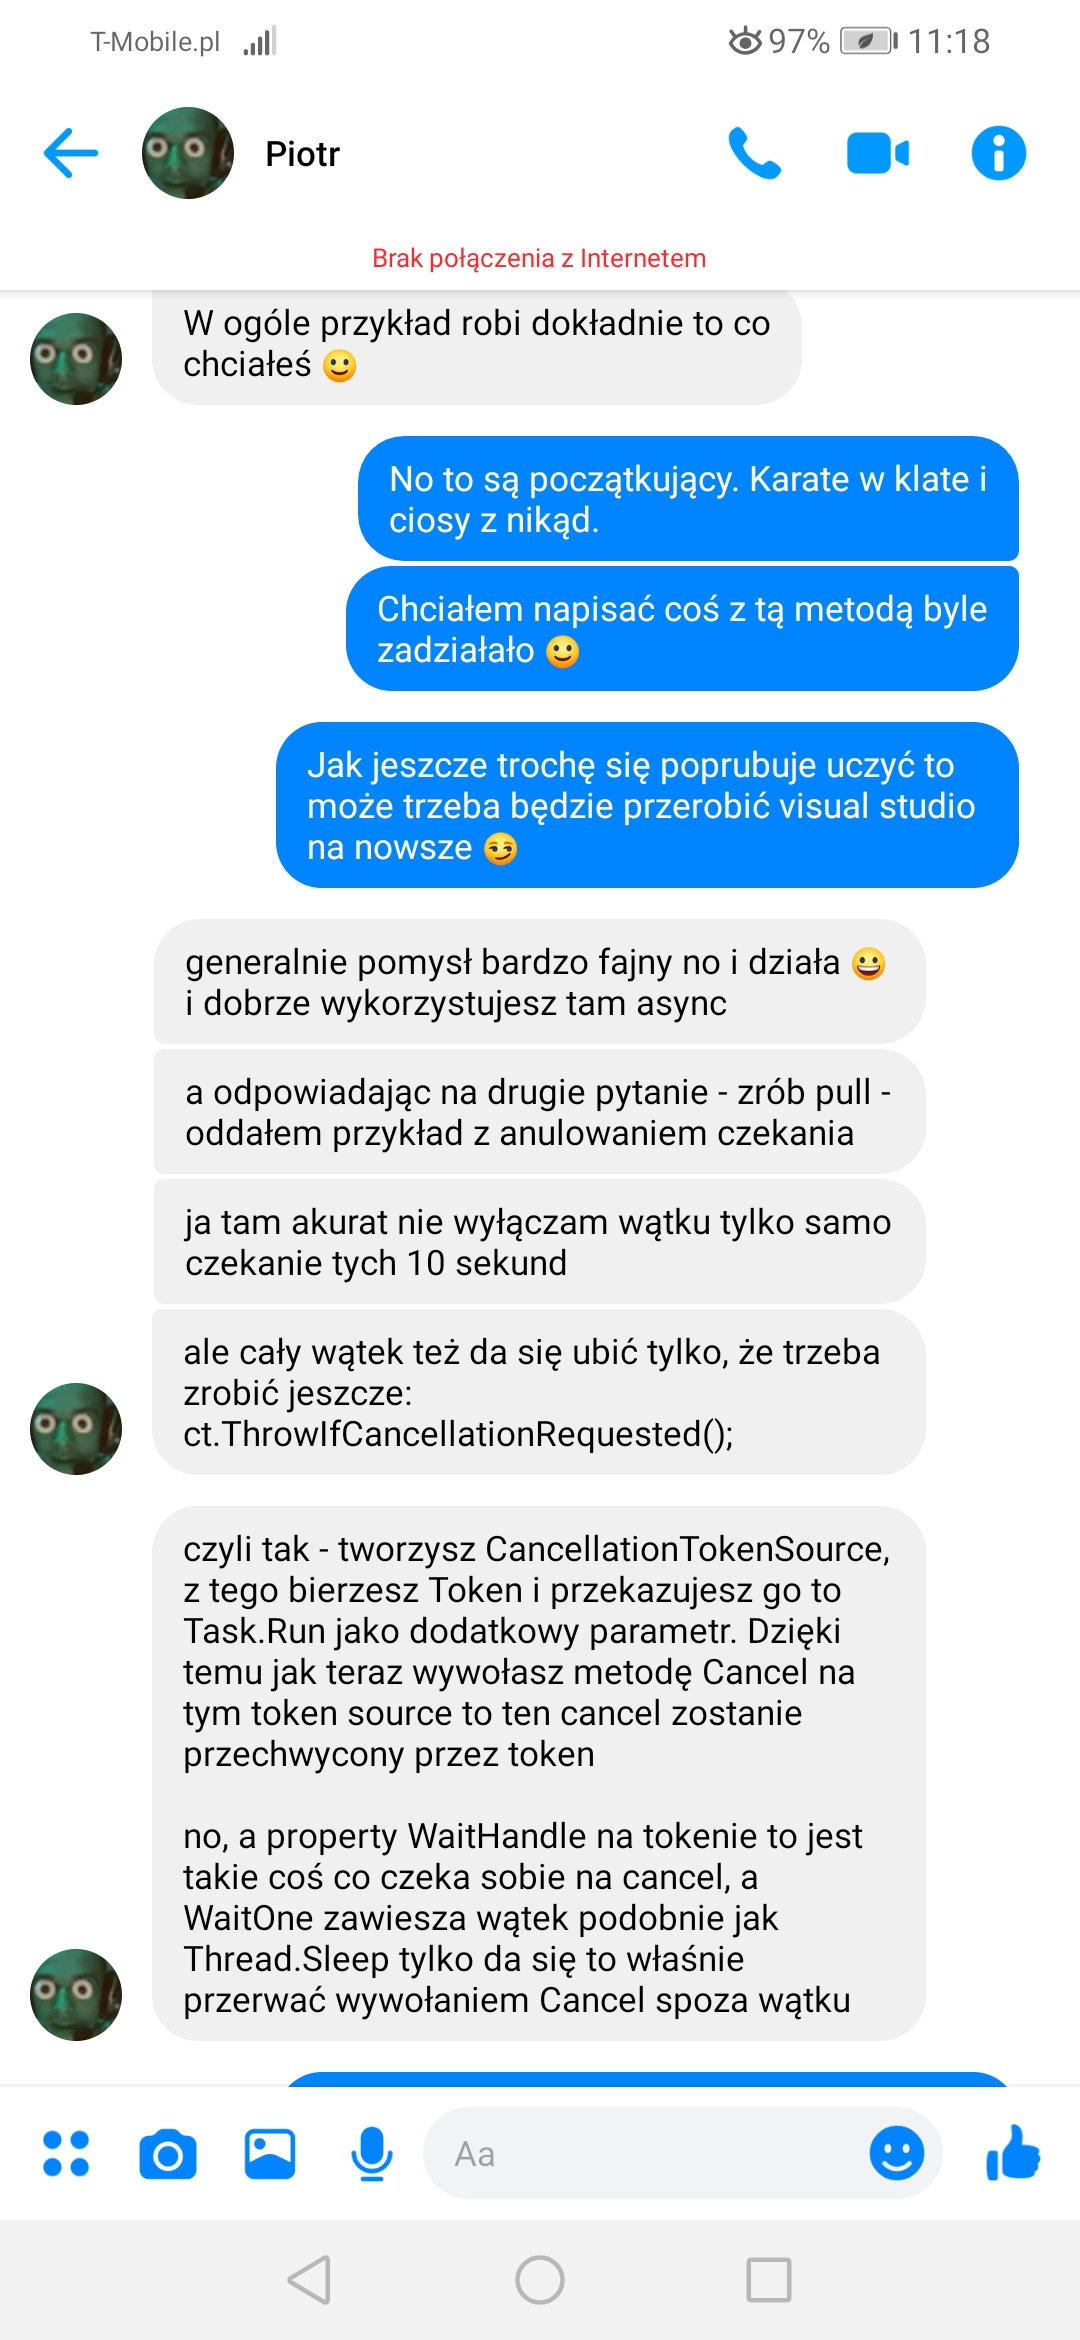 T-Mobile.pl 97% 11:18
Piotr
Brak połączenia z Internetem
W ogóle przykład robi dokładnie to co
chciałeś 🙂
No to są początkujący. Karate w klate i
ciosy z nikąd.
Chciałem napisać coś z tą metodą byle
zadziałało 🙂
Jak jeszcze trochę się poprubuje uczyć to
może trzeba będzie przerobić visual studio
na nowsze 😏
generalnie pomysł bardzo fajny no i działa 😀
i dobrze wykorzystujesz tam async
a odpowiadając na drugie pytanie - zrób pull -
oddałem przykład z anulowaniem czekania
ja tam akurat nie wyłączam wątku tylko samo
czekanie tych 10 sekund
ale cały wątek też da się ubić tylko, że trzeba
zrobić jeszcze:
ct.ThrowIfCancellationRequested();
czyli tak - tworzysz CancellationTokenSource,
z tego bierzesz Token i przekazujesz go to
Task.Run jako dodatkowy parametr. Dzięki
temu jak teraz wywołasz metodę Cancel na
tym token source to ten cancel zostanie
przechwycony przez token
no, a property WaitHandle na tokenie to jest
takie coś co czeka sobie na cancel, a
WaitOne zawiesza wątek podobnie jak
Thread.Sleep tylko da się to właśnie
przerwać wywołaniem Cancel spoza wątku
Aa